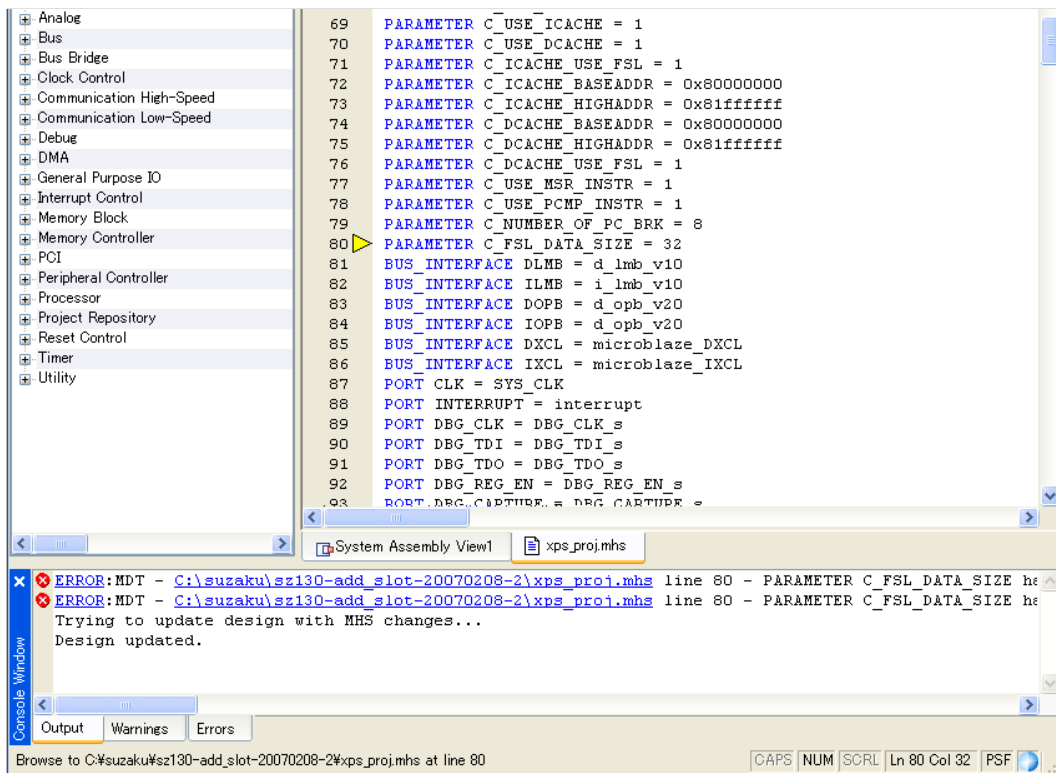 Analog
Bus
Bus Bridge
Clock Control
Communication High-Speed
Communication Low-Speed
Debug
DMA
General Purpose IO
Interrupt Control
Memory Block
Memory Controller
PCI
Peripheral Controller
Processor
Project Repository
Reset Control
Timer
Utility
69 PARAMETER C_USE_ICACHE = 1
70 PARAMETER C_USE_DCACHE = 1
71 PARAMETER C_ICACHE_USE_FSL = 1
72 PARAMETER C_ICACHE_BASEADDR = 0x80000000
73 PARAMETER C_ICACHE_HIGHADDR = 0x81ffffff
74 PARAMETER C_DCACHE_BASEADDR = 0x80000000
75 PARAMETER C_DCACHE_HIGHADDR = 0x81ffffff
76 PARAMETER C_DCACHE_USE_FSL = 1
77 PARAMETER C_USE_MSR_INSTR = 1
78 PARAMETER C_USE_PCMP_INSTR = 1
79 PARAMETER C_NUMBER_OF_PC_BRK = 8
80 PARAMETER C_FSL_DATA_SIZE = 32
81 BUS_INTERFACE DLMB = d_lmb_v10
82 BUS_INTERFACE ILMB = i_lmb_v10
83 BUS_INTERFACE DOPB = d_opb_v20
84 BUS_INTERFACE IOPB = d_opb_v20
85 BUS_INTERFACE DXCL = microblaze_DXCL
86 BUS_INTERFACE IXCL = microblaze_IXCL
87 PORT CLK = SYS_CLK
88 PORT INTERRUPT = interrupt
89 PORT DBG_CLK = DBG_CLK_s
90 PORT DBG_TDI = DBG_TDI_s
91 PORT DBG_TDO = DBG_TDO_s
92 PORT DBG_REG_EN = DBG_REG_EN_s
93 PORT DBG_CAPTURE = DBG_CAPTURE_s
System Assembly View1 xps_proj.mhs
ERROR:MDT - C:\suzaku\sz130-add_slot-20070208-2\xps_proj.mhs line 80 - PARAMETER C_FSL_DATA_SIZE ha
ERROR:MDT - C:\suzaku\sz130-add_slot-20070208-2\xps_proj.mhs line 80 - PARAMETER C_FSL_DATA_SIZE ha
Trying to update design with MHS changes...
Design updated.
Console Window
Output Warnings Errors
Browse to C:¥suzaku¥sz130-add_slot-20070208-2¥xps_proj.mhs at line 80 CAPS NUM SCRL Ln 80 Col 32 PSF